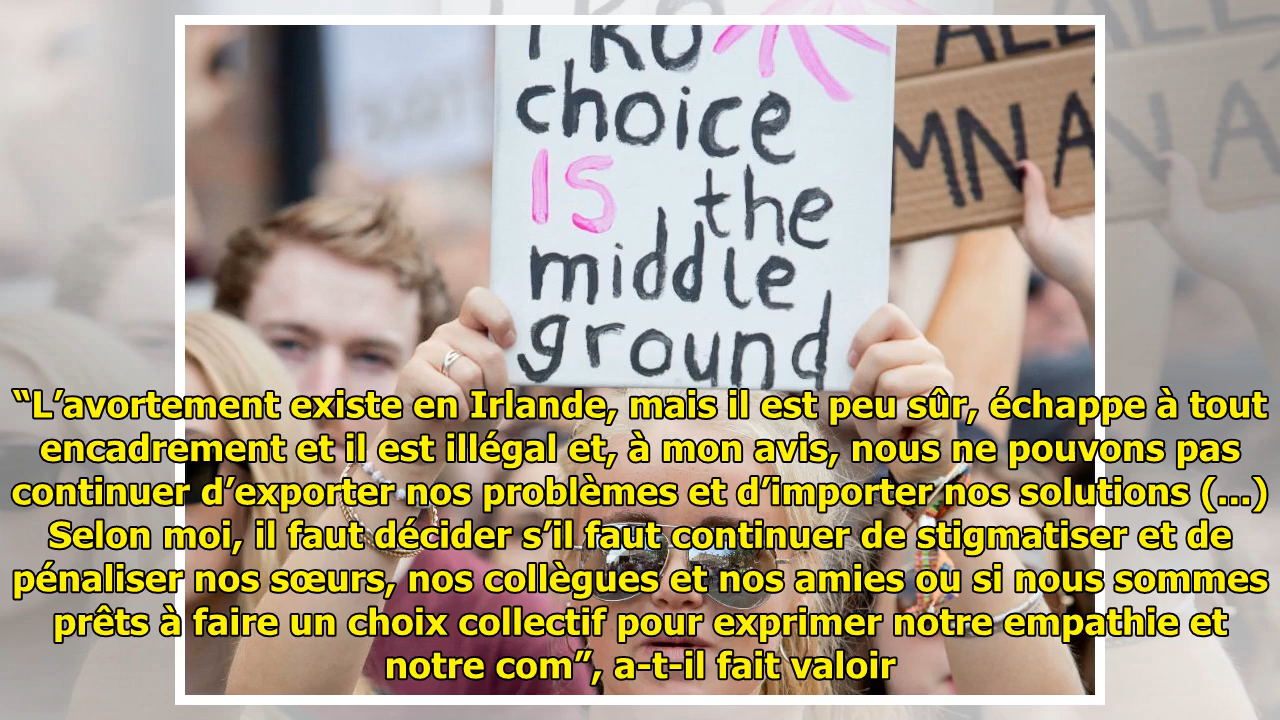 PRO
choice
IS the
middle
ground
MNA
“L’avortement existe en Irlande, mais il est peu sûr, échappe à tout
encadrement et il est illégal et, à mon avis, nous ne pouvons pas
continuer d’exporter nos problèmes et d’importer nos solutions (...)
Selon moi, il faut décider s’il faut continuer de stigmatiser et de
pénaliser nos sœurs, nos collègues et nos amies ou si nous sommes
prêts à faire un choix collectif pour exprimer notre empathie et
notre com”, a-t-il fait valoir